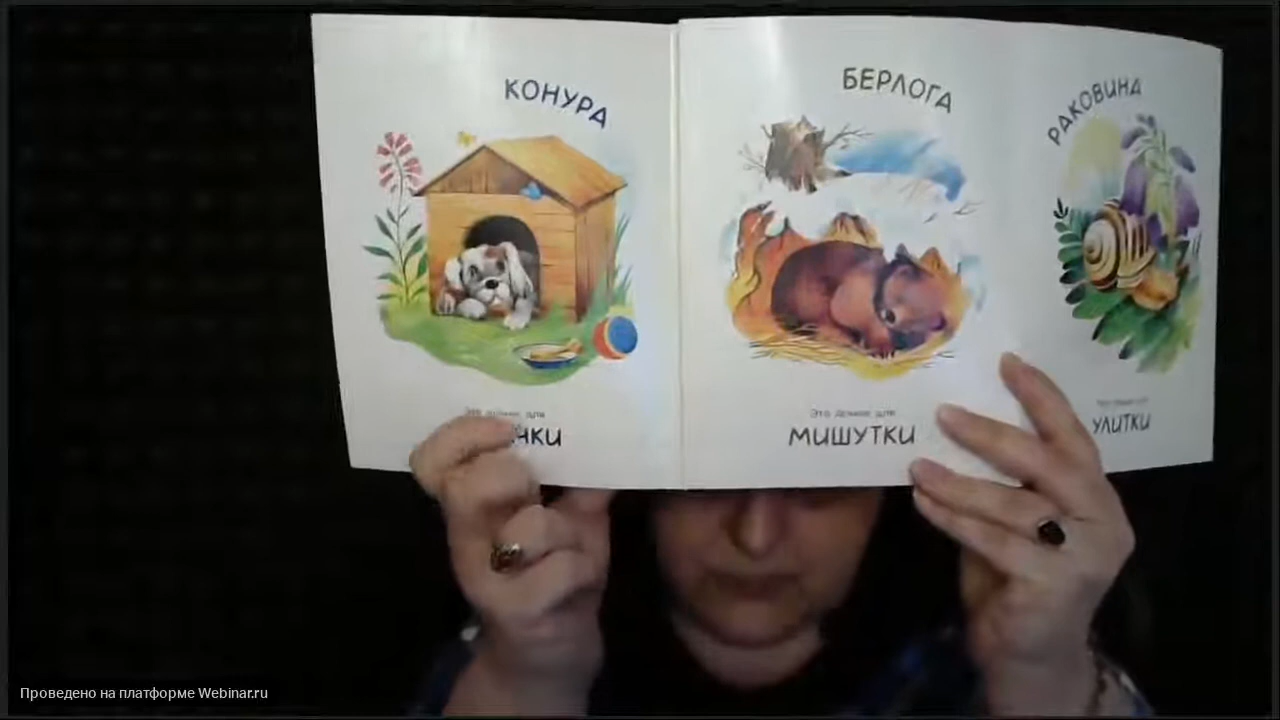 КОНУРА
Это домик для
БЕРЛОГА
Это домик для
МИШУТКИ
РАКОВИНА
УЛИТКИ
Проведено на платформе Webinar.ru